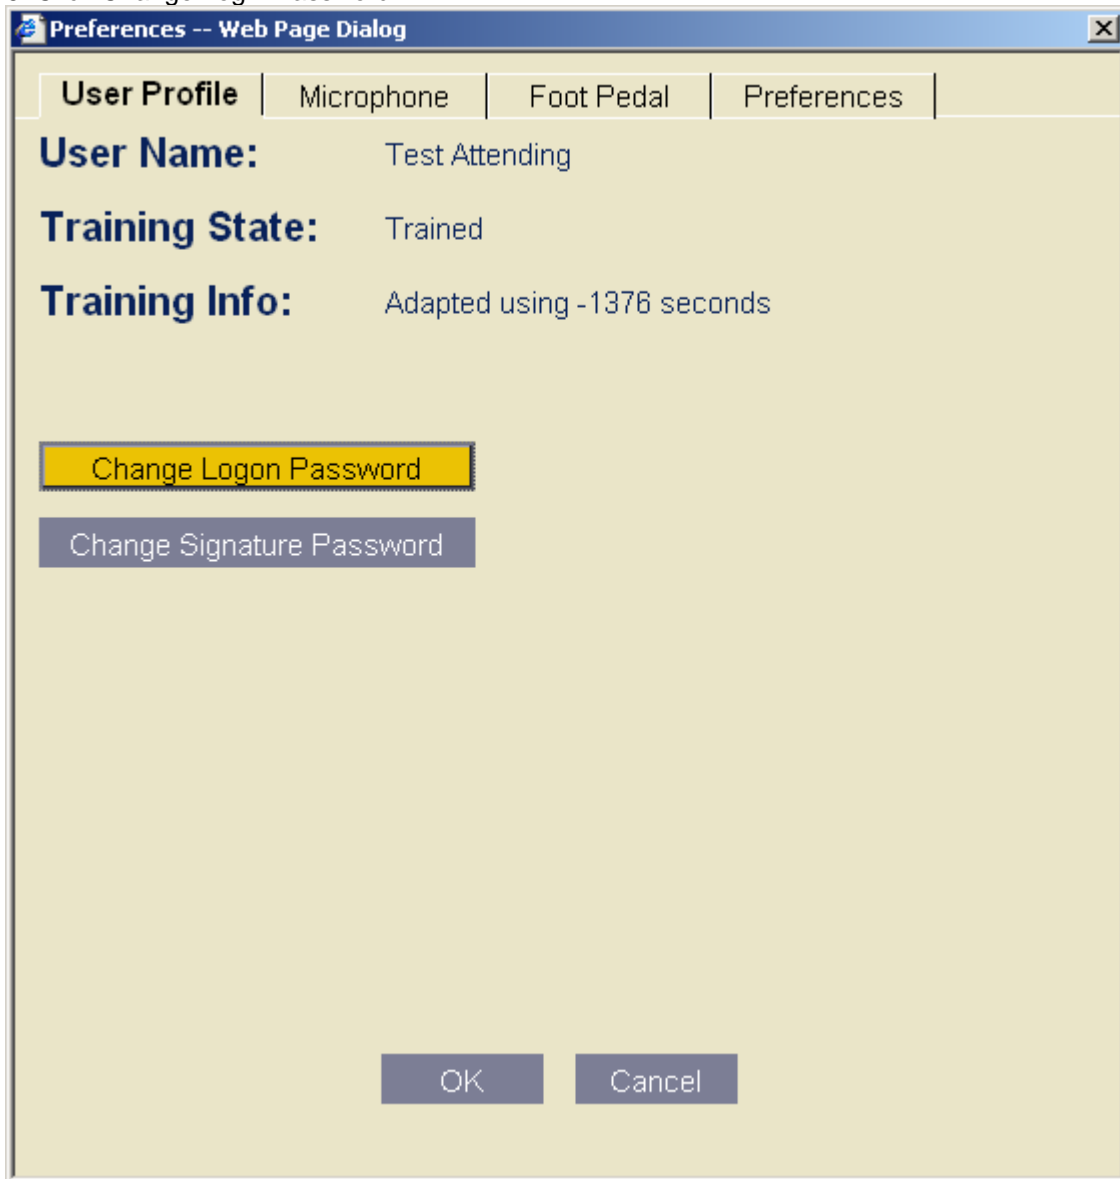 Preferences -- Web Page Dialog
User Profile Microphone Foot Pedal Preferences
User Name: Test Attending
Training State: Trained
Training Info: Adapted using -1376 seconds
Change Logon Password
Change Signature Password
OK Cancel